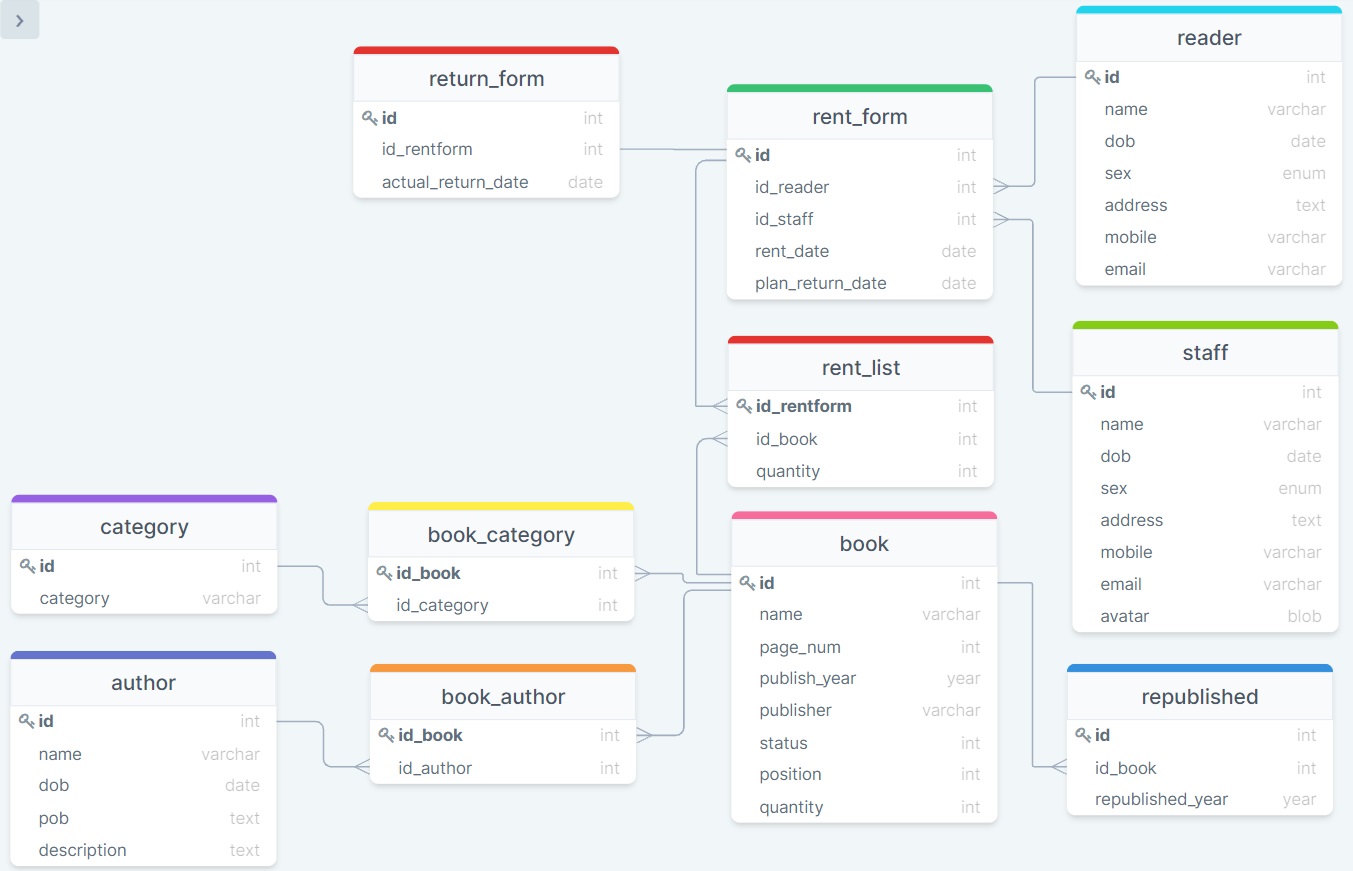 return_form
id int
id_rentform int
actual_return_date date
rent_form
id int
id_reader int
id_staff int
rent_date date
plan_return_date date
reader
id int
name varchar
dob date
sex enum
address text
mobile varchar
email varchar
rent_list
id_rentform int
id_book int
quantity int
staff
id int
name varchar
dob date
sex enum
address text
mobile varchar
email varchar
avatar blob
category
id int
category varchar
book_category
id_book int
id_category int
book
id int
name varchar
page_num int
publish_year year
publisher varchar
status int
position int
quantity int
author
id int
name varchar
dob date
pob text
description text
book_author
id_book int
id_author int
republished
id int
id_book int
republished_year year